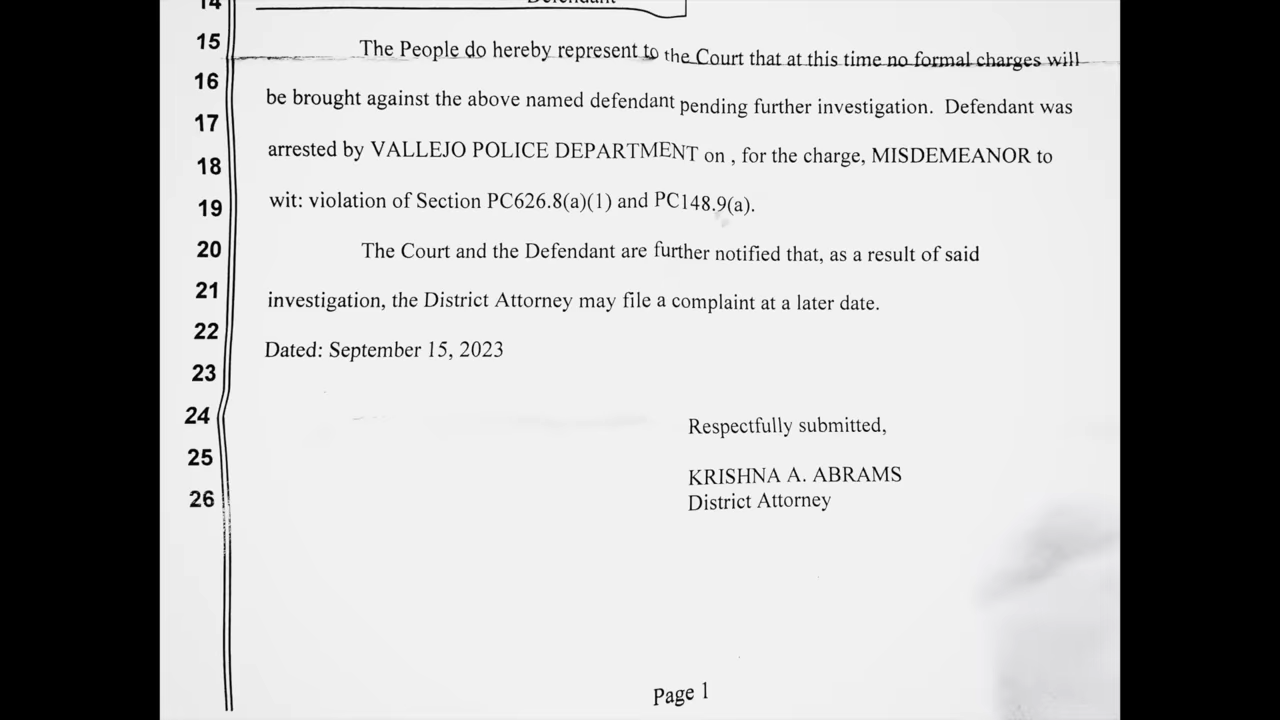 14 Defendant
15 The People do hereby represent to the Court that at this time no formal charges will
16 be brought against the above named defendant pending further investigation. Defendant was
17
18 arrested by VALLEJO POLICE DEPARTMENT on , for the charge, MISDEMEANOR to
19 wit: violation of Section PC626.8(a)(1) and PC148.9(a).
20 The Court and the Defendant are further notified that, as a result of said
21 investigation, the District Attorney may file a complaint at a later date.
22 Dated: September 15, 2023
23
24 Respectfully submitted,
25 KRISHNA A. ABRAMS
26 District Attorney
Page 1